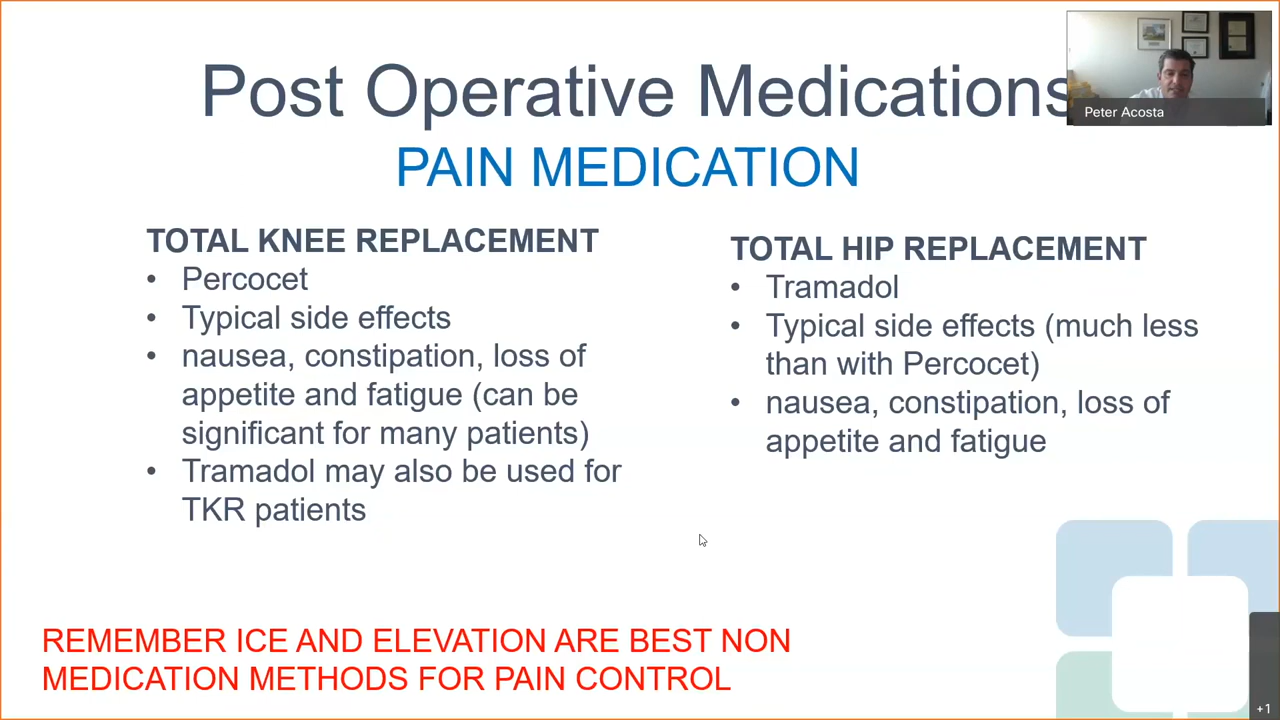 Post Operative Medications
Peter Acosta
PAIN MEDICATION
TOTAL KNEE REPLACEMENT
• Percocet
• Typical side effects
• nausea, constipation, loss of
appetite and fatigue (can be
significant for many patients)
• Tramadol may also be used for
TKR patients
TOTAL HIP REPLACEMENT
• Tramadol
• Typical side effects (much less
than with Percocet)
• nausea, constipation, loss of
appetite and fatigue
REMEMBER ICE AND ELEVATION ARE BEST NON
MEDICATION METHODS FOR PAIN CONTROL
+1